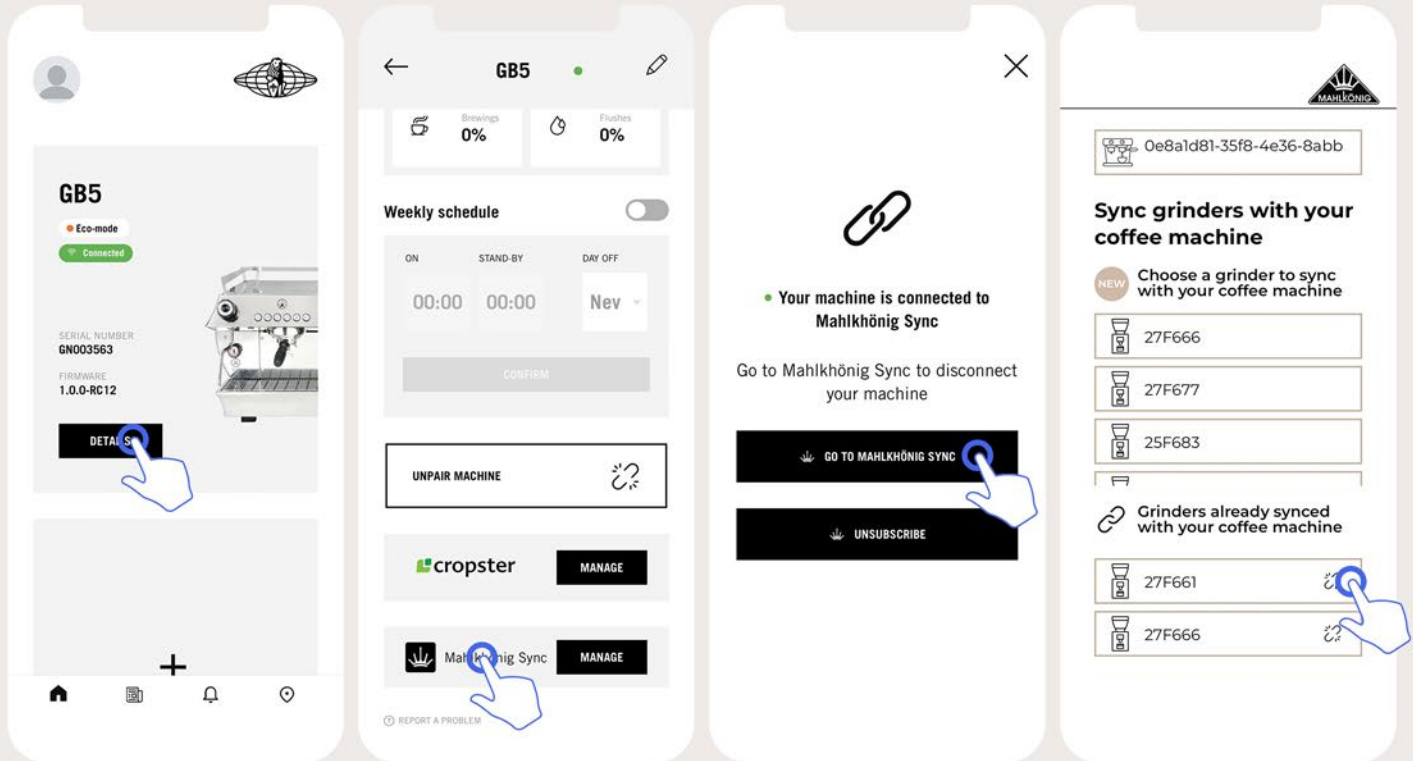 GB5
Eco-mode
Connected
SERIAL NUMBER
GN003563
FIRMWARE
1.0.0-RC12
DETAILS
GB5
Brewings
0%
Flushes
0%
Weekly schedule
ON
STAND-BY
DAY OFF
00:00
00:00
Nev
CONFIRM
UNPAIR MACHINE
cropster
MANAGE
Mahlkhönig Sync
MANAGE
REPORT A PROBLEM
Your machine is connected to
Mahlkhönig Sync
Go to Mahlkhönig Sync to disconnect
your machine
GO TO MAHLKHÖNIG SYNC
UNSUBSCRIBE
MAHLKÖNIG
0e8a1d81-35f8-4e36-8abb
Sync grinders with your
coffee machine
NEW
Choose a grinder to sync
with your coffee machine
27F666
27F677
25F683
Grinders already synced
with your coffee machine
27F661
27F666